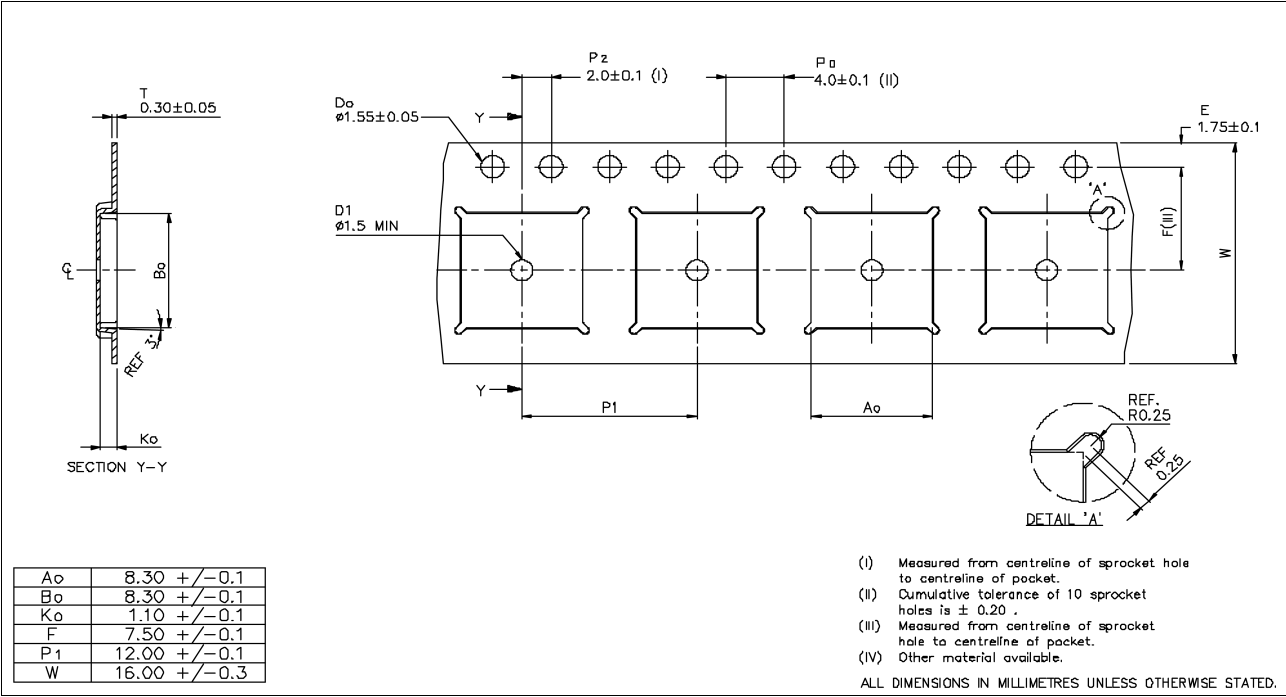 P2
2.0±0.1 (I)
Po
4.0±0.1 (II)
T
0.30±0.05
Do
ø1.55±0.05
Y
E
1.75±0.1
'A'
D1
ø1.5 MIN
F(III)
W
Bo
℄
REF 3°
Y
P1
Ao
Ko
SECTION Y-Y
REF.
R0.25
REF
0.25
DETAIL 'A'
Ao 8.30 +/-0.1
Bo 8.30 +/-0.1
Ko 1.10 +/-0.1
F 7.50 +/-0.1
P1 12.00 +/-0.1
W 16.00 +/-0.3
(I) Measured from centreline of sprocket hole
to centreline of pocket.
(II) Cumulative tolerance of 10 sprocket
holes is ± 0.20 .
(III) Measured from centreline of sprocket
hole to centreline of pocket.
(IV) Other material available.
ALL DIMENSIONS IN MILLIMETRES UNLESS OTHERWISE STATED.